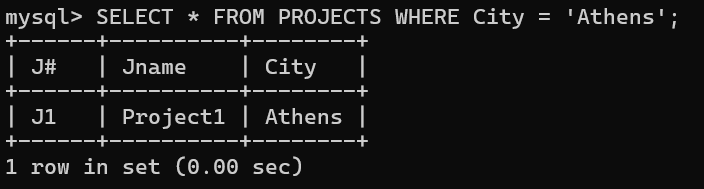 mysql> SELECT * FROM PROJECTS WHERE City = 'Athens';
+------+----------+--------+
| J#   | Jname    | City   |
+------+----------+--------+
| J1   | Project1 | Athens |
+------+----------+--------+
1 row in set (0.00 sec)